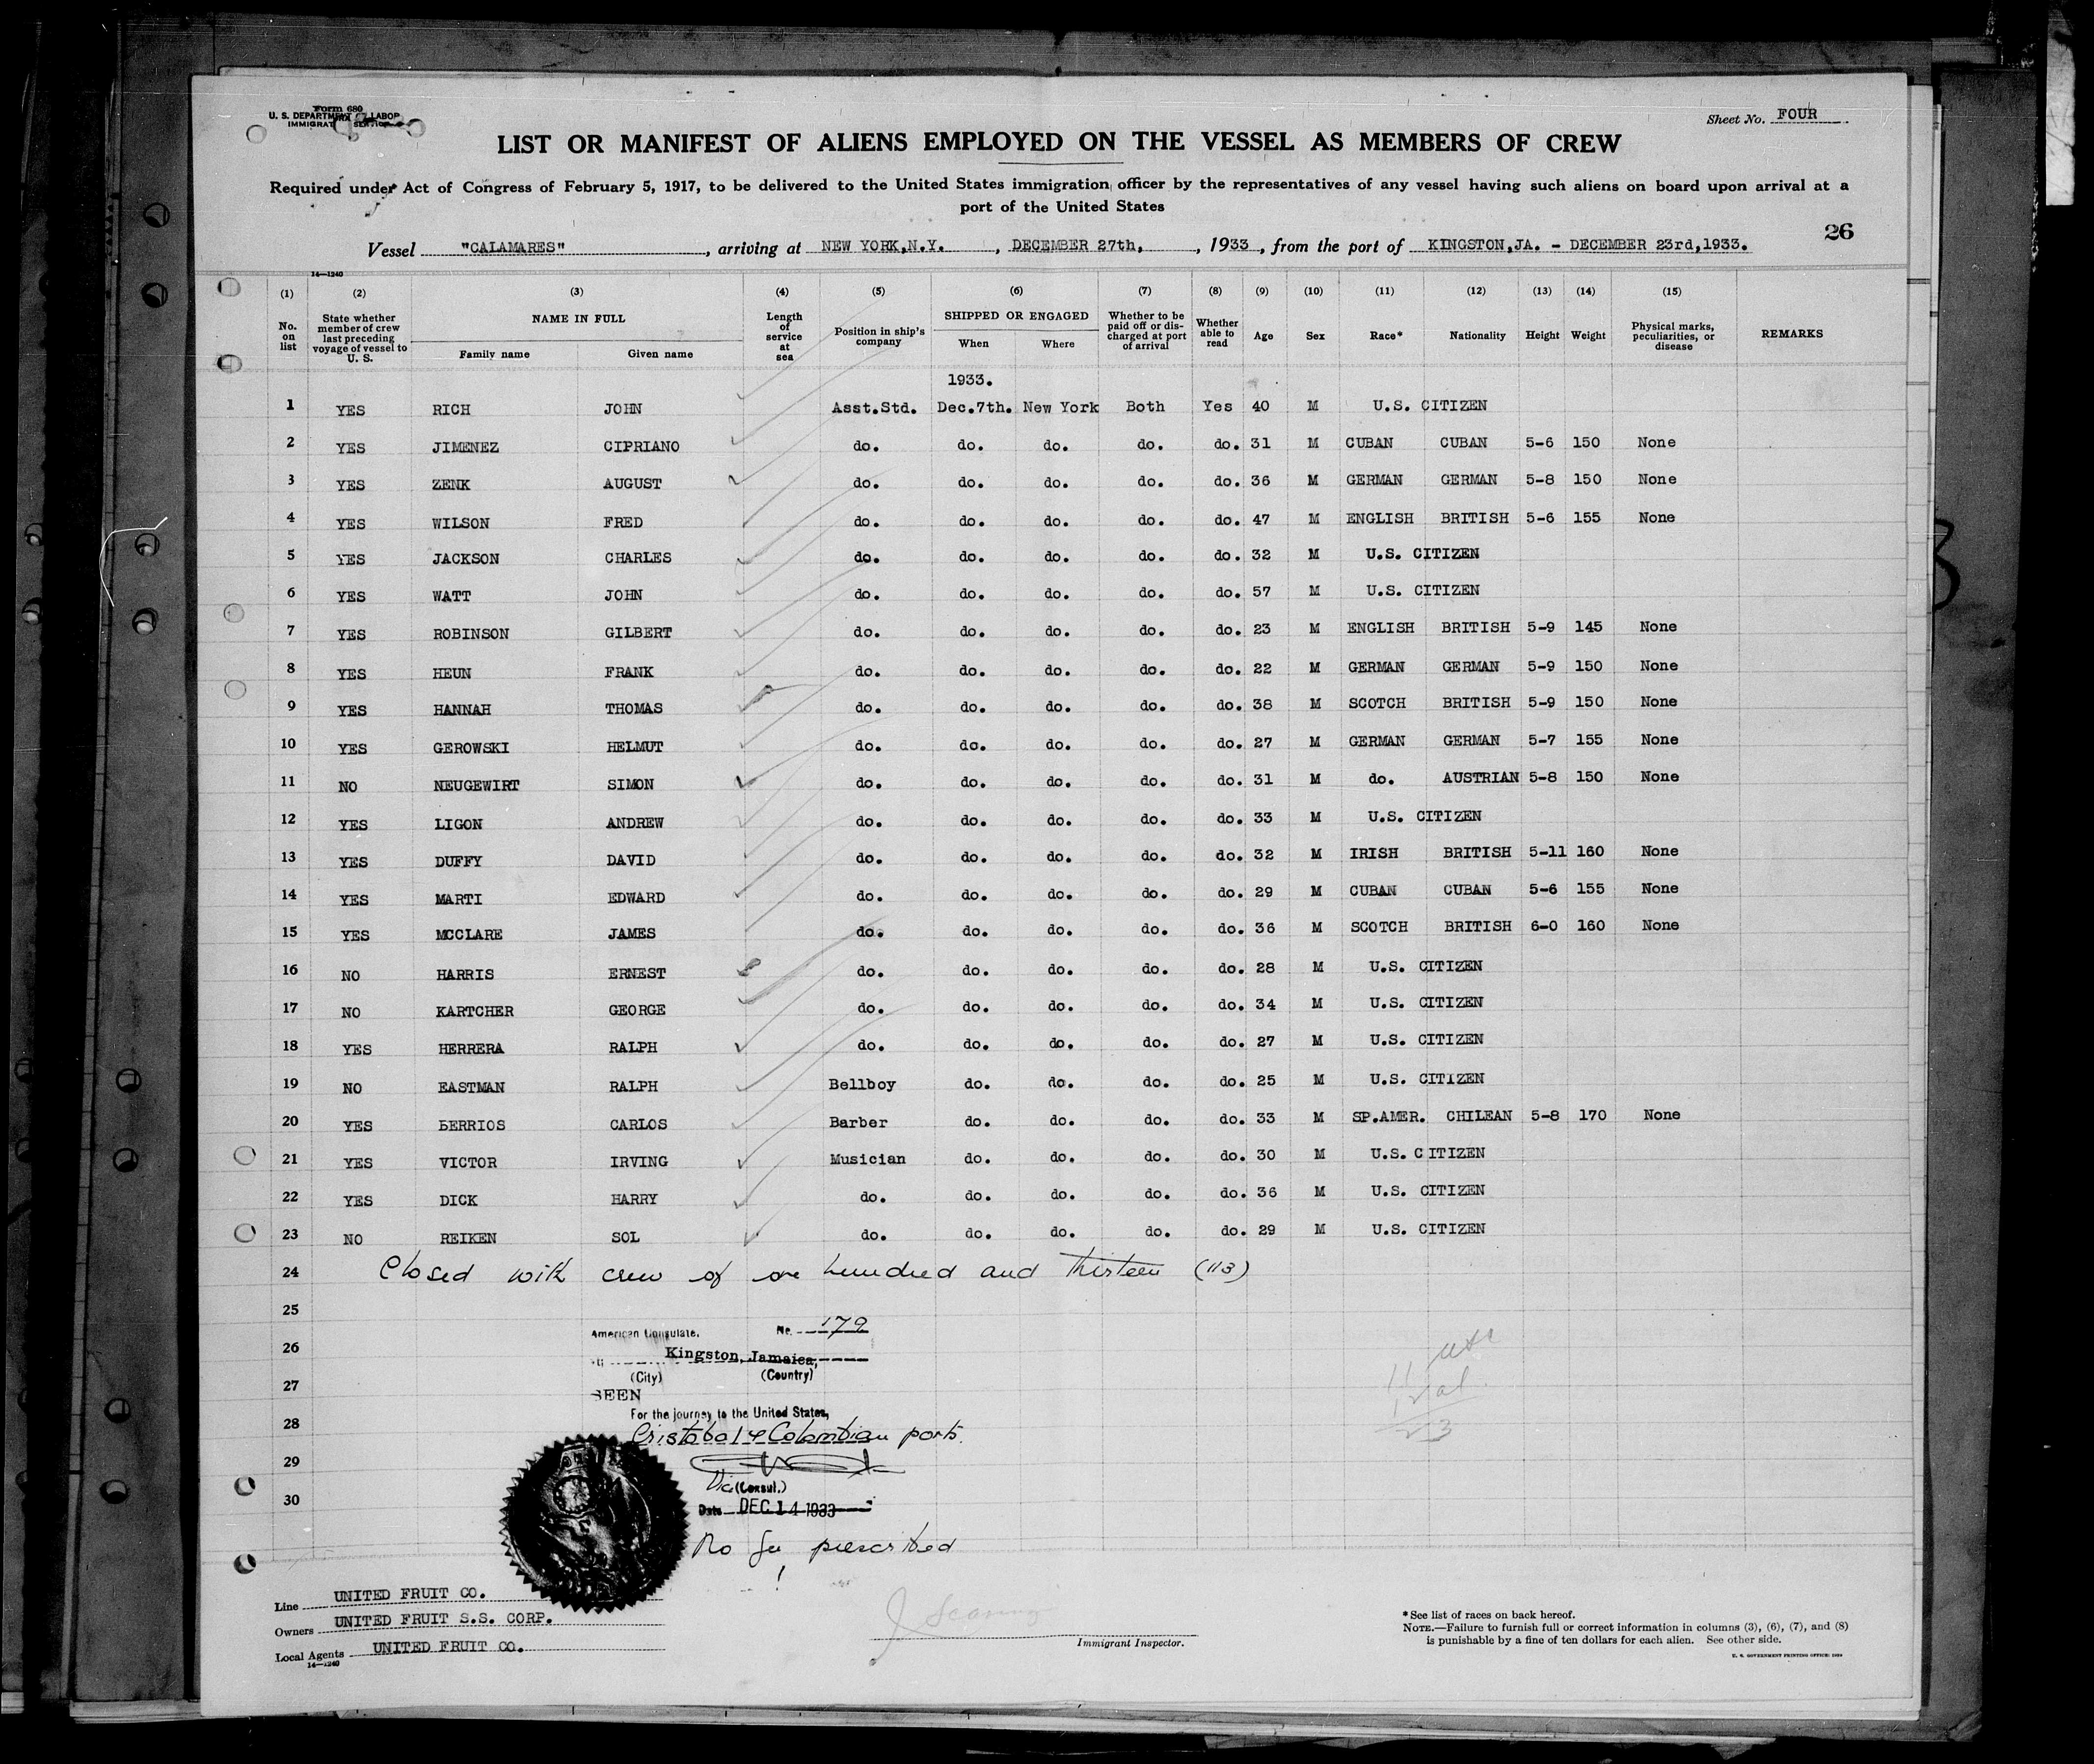 Form 680
U. S. DEPARTMENT OF LABOR
IMMIGRATION SERVICE
Sheet No. FOUR
LIST OR MANIFEST OF ALIENS EMPLOYED ON THE VESSEL AS MEMBERS OF CREW
Required under Act of Congress of February 5, 1917, to be delivered to the United States immigration officer by the representatives of any vessel having such aliens on board upon arrival at a
port of the United States
26
Vessel "CALAMARES", arriving at NEW YORK,N.Y., DECEMBER 27th,, 1933, from the port of KINGSTON,JA. - DECEMBER 23rd,1933.
14—1240
(1) (2) (3) (4) (5) (6) (7) (8) (9) (10) (11) (12) (13) (14) (15)
No. on list State whether member of crew last preceding voyage of vessel to U. S. NAME IN FULL Family name Given name Length of service at sea Position in ship's company SHIPPED OR ENGAGED When Where Whether to be paid off or discharged at port of arrival Whether able to read Age Sex Race* Nationality Height Weight Physical marks, peculiarities, or disease REMARKS
1933.
1 YES RICH JOHN Asst.Std. Dec.7th. New York Both Yes 40 M U.S. CITIZEN
2 YES JIMENEZ CIPRIANO do. do. do. do. do. 31 M CUBAN CUBAN 5-6 150 None
3 YES ZENK AUGUST do. do. do. do. do. 36 M GERMAN GERMAN 5-8 150 None
4 YES WILSON FRED do. do. do. do. do. 47 M ENGLISH BRITISH 5-6 155 None
5 YES JACKSON CHARLES do. do. do. do. do. 32 M U.S. CITIZEN
6 YES WATT JOHN do. do. do. do. do. 57 M U.S. CITIZEN
7 YES ROBINSON GILBERT do. do. do. do. do. 23 M ENGLISH BRITISH 5-9 145 None
8 YES HEUN FRANK do. do. do. do. do. 22 M GERMAN GERMAN 5-9 150 None
9 YES HANNAH THOMAS do. do. do. do. do. 38 M SCOTCH BRITISH 5-9 150 None
10 YES GEROWSKI HELMUT do. do. do. do. do. 27 M GERMAN GERMAN 5-7 155 None
11 NO NEUGEWIRT SIMON do. do. do. do. do. 31 M do. AUSTRIAN 5-8 150 None
12 YES LIGON ANDREW do. do. do. do. do. 33 M U.S. CITIZEN
13 YES DUFFY DAVID do. do. do. do. do. 32 M IRISH BRITISH 5-11 160 None
14 YES MARTI EDWARD do. do. do. do. do. 29 M CUBAN CUBAN 5-6 155 None
15 YES MCCLARE JAMES do. do. do. do. do. 36 M SCOTCH BRITISH 6-0 160 None
16 NO HARRIS ERNEST do. do. do. do. do. 28 M U.S. CITIZEN
17 NO KARTCHER GEORGE do. do. do. do. do. 34 M U.S. CITIZEN
18 YES HERRERA RALPH do. do. do. do. do. 27 M U.S. CITIZEN
19 NO EASTMAN RALPH Bellboy do. do. do. do. 25 M U.S. CITIZEN
20 YES BERRIOS CARLOS Barber do. do. do. do. 33 M SP.AMER. CHILEAN 5-8 170 None
21 YES VICTOR IRVING Musician do. do. do. do. 30 M U.S. CITIZEN
22 YES DICK HARRY do. do. do. do. do. 36 M U.S. CITIZEN
23 NO REIKEN SOL do. do. do. do. do. 29 M U.S. CITIZEN
24 Closed with crew of one hundred and thirteen (113)
25
American Consulate. No. 179
26
Kingston, Jamaica,
(City) (Country)
27
SEEN
For the journey to the United States,
28
Cristobal & Colombian ports.
29
Vice (Consul.)
30
Date DEC 14 1933
No fee prescribed
Line UNITED FRUIT CO.
Owners UNITED FRUIT S.S. CORP.
Local Agents UNITED FRUIT CO.
14—1240
Immigrant Inspector.
* See list of races on back hereof.
NOTE.—Failure to furnish full or correct information in columns (3), (6), (7), and (8)
is punishable by a fine of ten dollars for each alien. See other side.
U. S. GOVERNMENT PRINTING OFFICE: